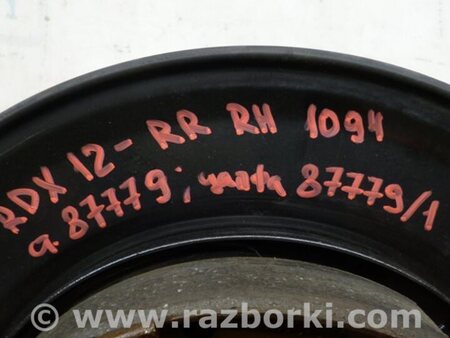 RDX 12- RR RH 1094
a. 87779; 87779/1
© www.razborki.com